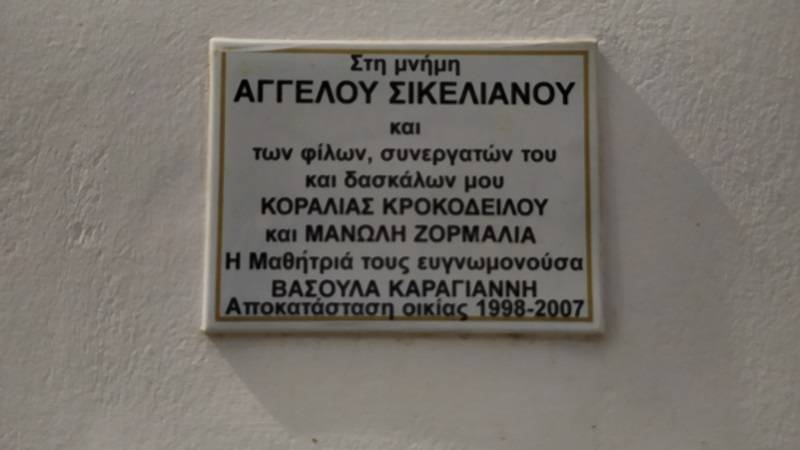 Στη μνήμη
ΑΓΓΕΛΟΥ ΣΙΚΕΛΙΑΝΟΥ
και
των φίλων, συνεργατών του
και δασκάλων μου
ΚΟΡΑΛΙΑΣ ΚΡΟΚΟΔΕΙΛΟΥ
και ΜΑΝΩΛΗ ΖΟΡΜΑΛΙΑ
Η Μαθήτριά τους ευγνωμονούσα
ΒΑΣΟΥΛΑ ΚΑΡΑΓΙΑΝΝΗ
Αποκατάσταση οικίας 1998-2007